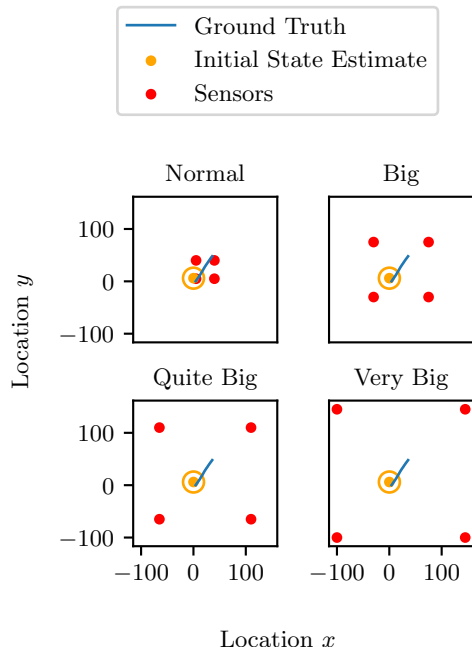 Ground Truth
Initial State Estimate
Sensors
Normal
Big
100
0
−100
Location y
Quite Big
Very Big
100
0
−100
−100 0 100
−100 0 100
Location x